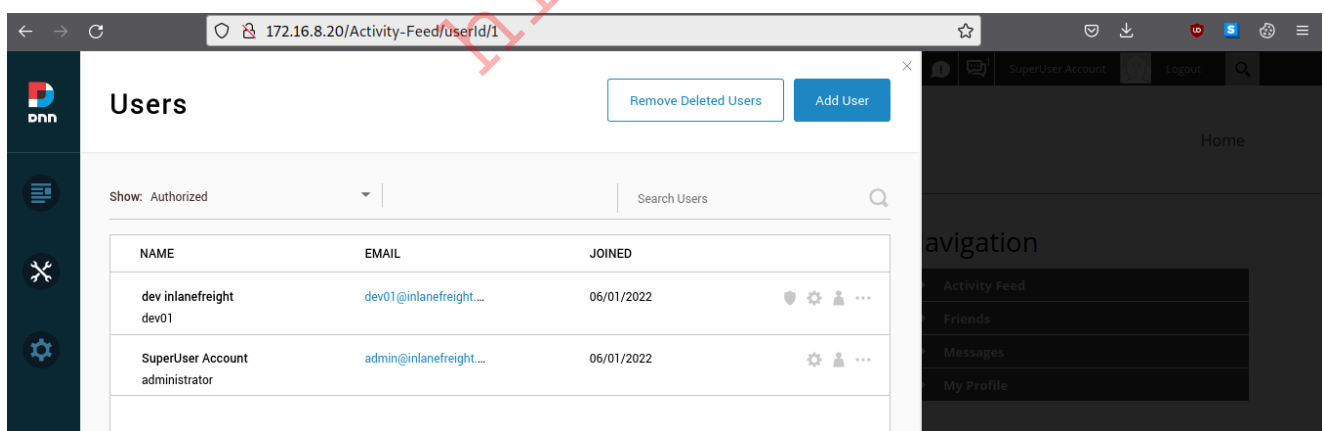 172.16.8.20/Activity-Feed/userId/1
DNN
Users
Remove Deleted Users
Add User
SuperUser Account
Logout
Home
Show: Authorized
Search Users
NAME EMAIL JOINED
dev inlanefreight dev01@inlanefreight.... 06/01/2022
dev01
SuperUser Account admin@inlanefreight.... 06/01/2022
administrator
avigation
Activity Feed
Friends
Messages
My Profile